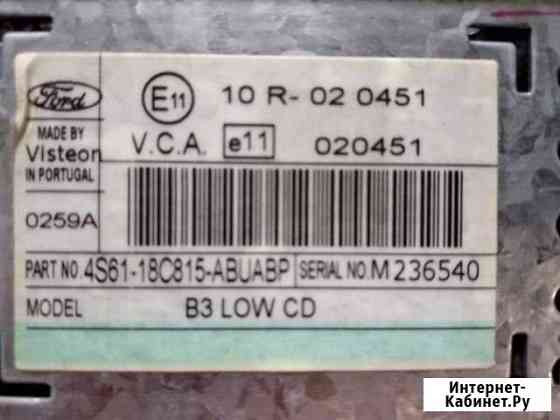 Ford
E11 10 R- 02 0451
MADE BY
Visteon
IN PORTUGAL
V.C.A. e11 020451
0259A
PART NO. 4S61-18C815-ABUABP SERIAL NO. M236540
MODEL B3 LOW CD
Интернет-
Кабинет.Ру